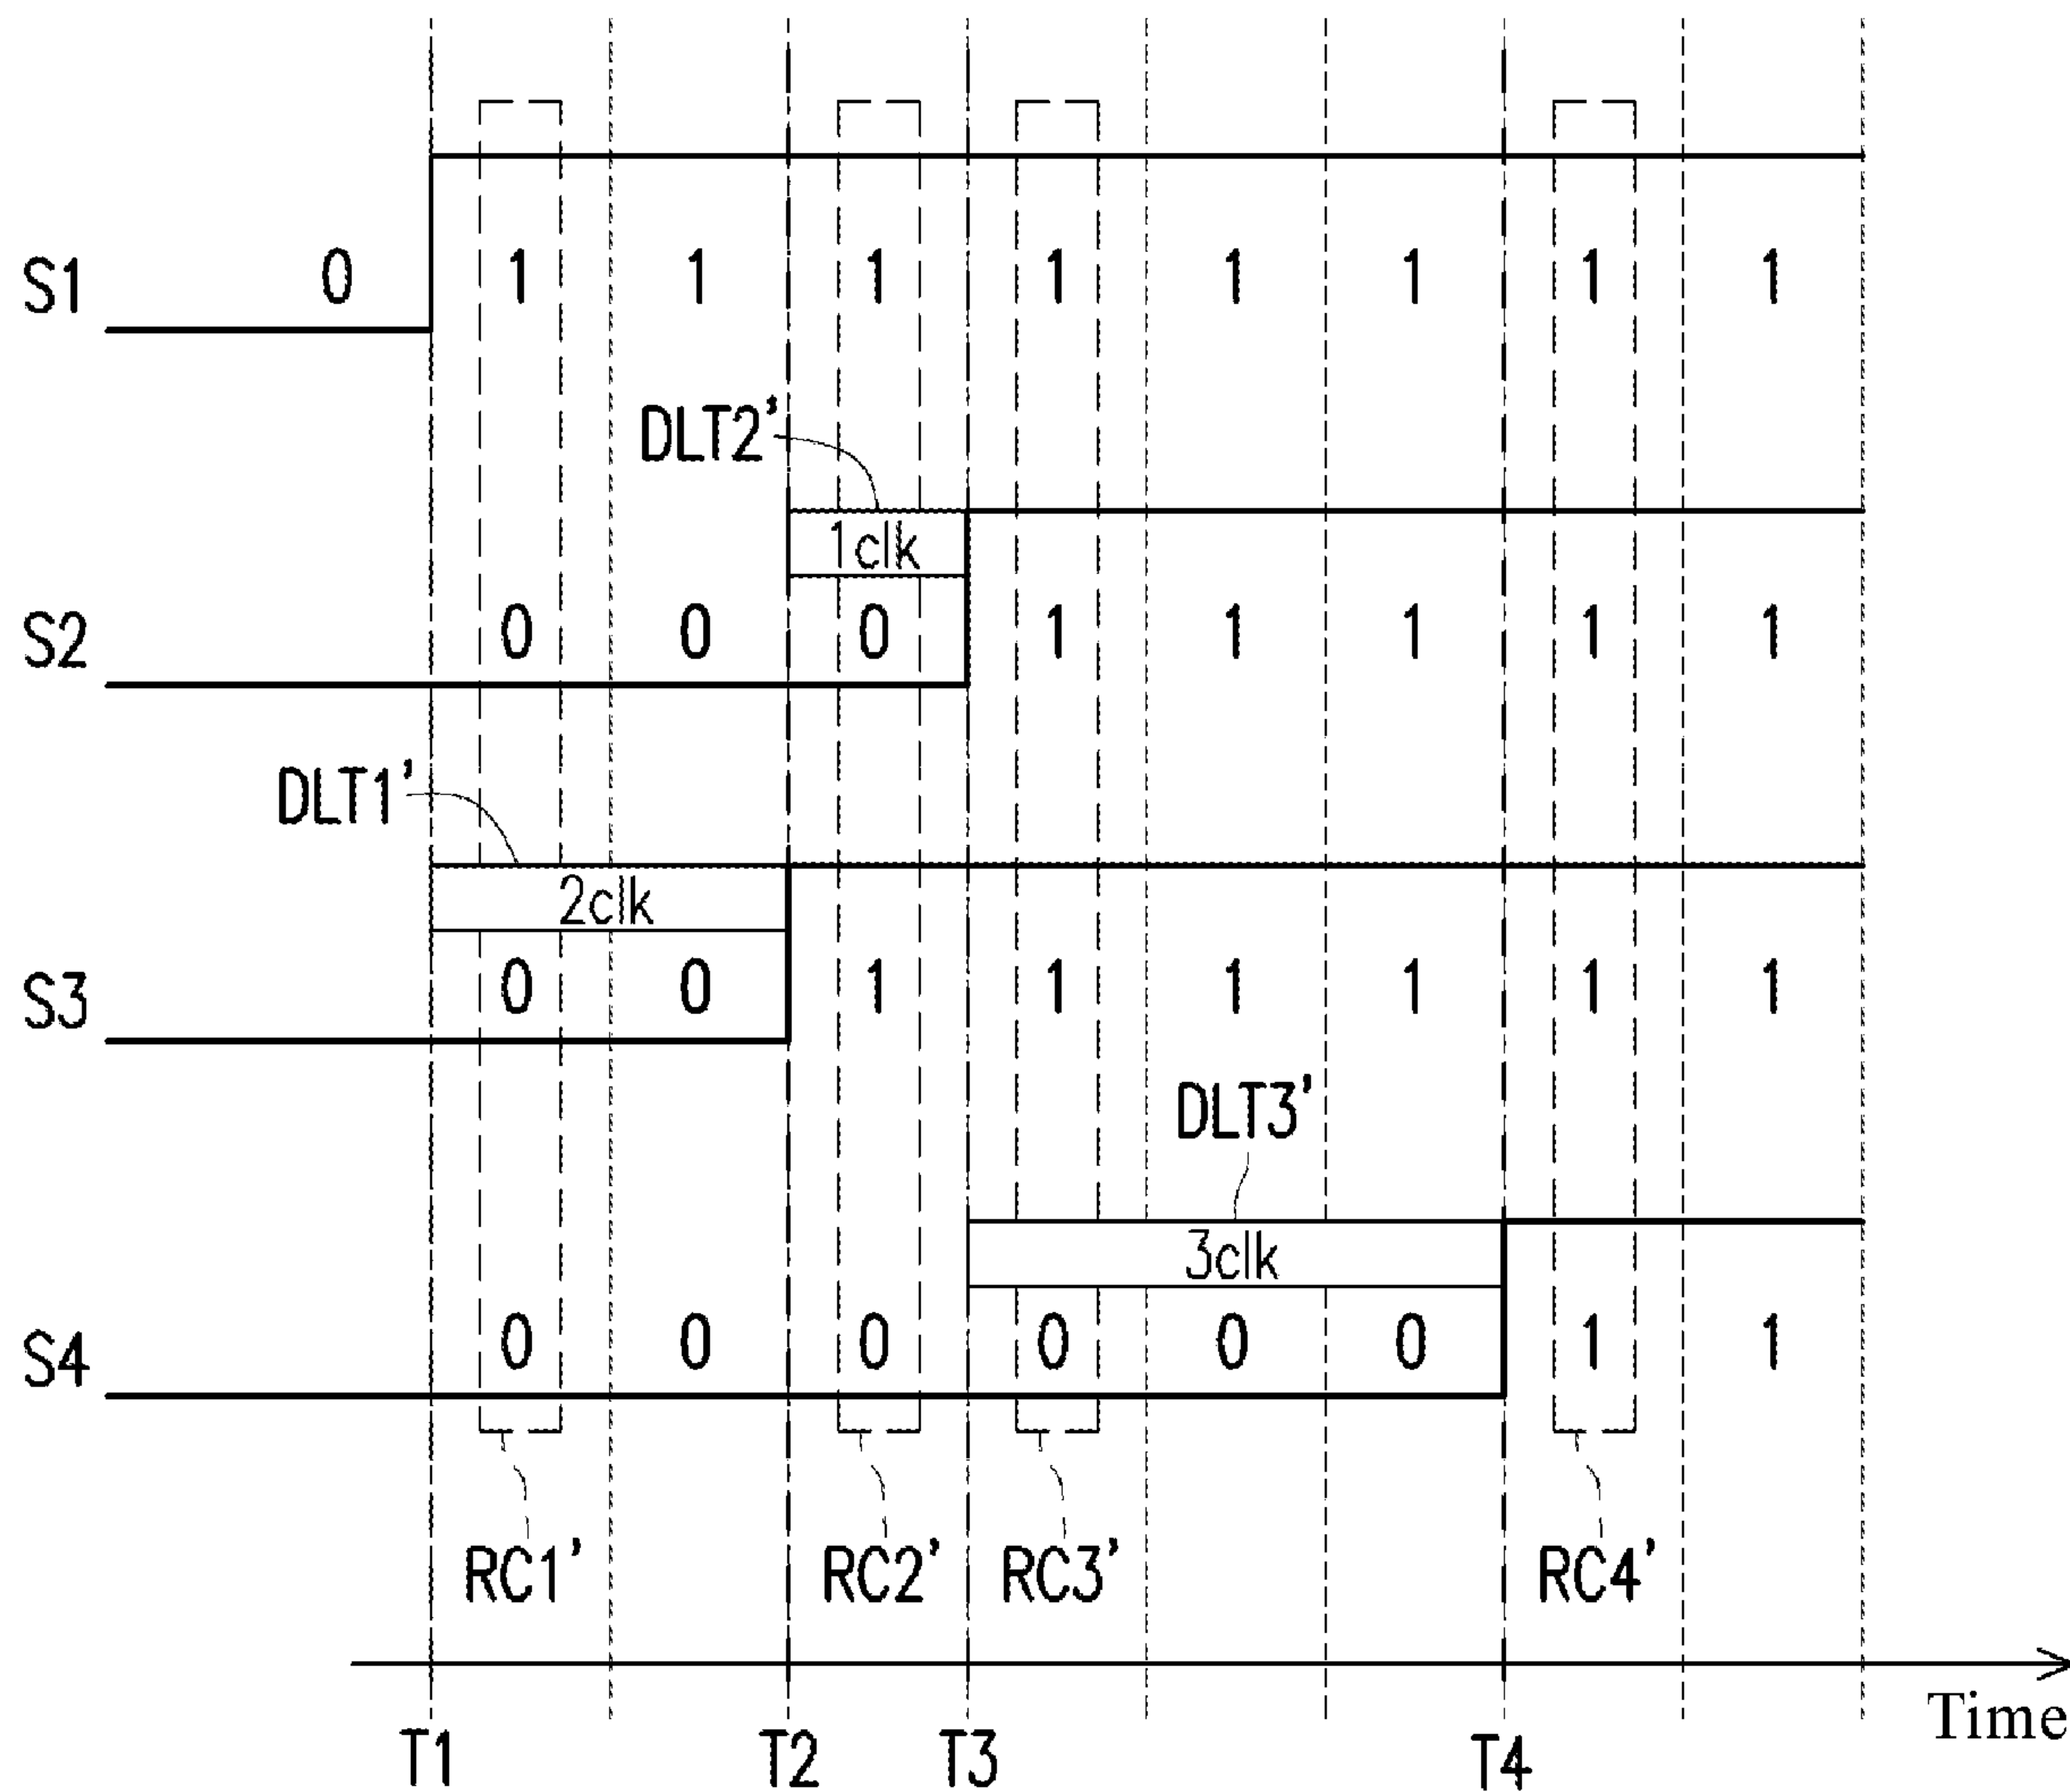 S1 0 1 1 1 1 1 1 1 1
DLT2'
1clk
S2 0 0 0 1 1 1 1 1
DLT1'
2clk
S3 0 0 1 1 1 1 1 1
DLT3'
3clk
S4 0 0 0 0 0 0 1 1
RC1' RC2' RC3' RC4'
Time
T1 T2 T3 T4